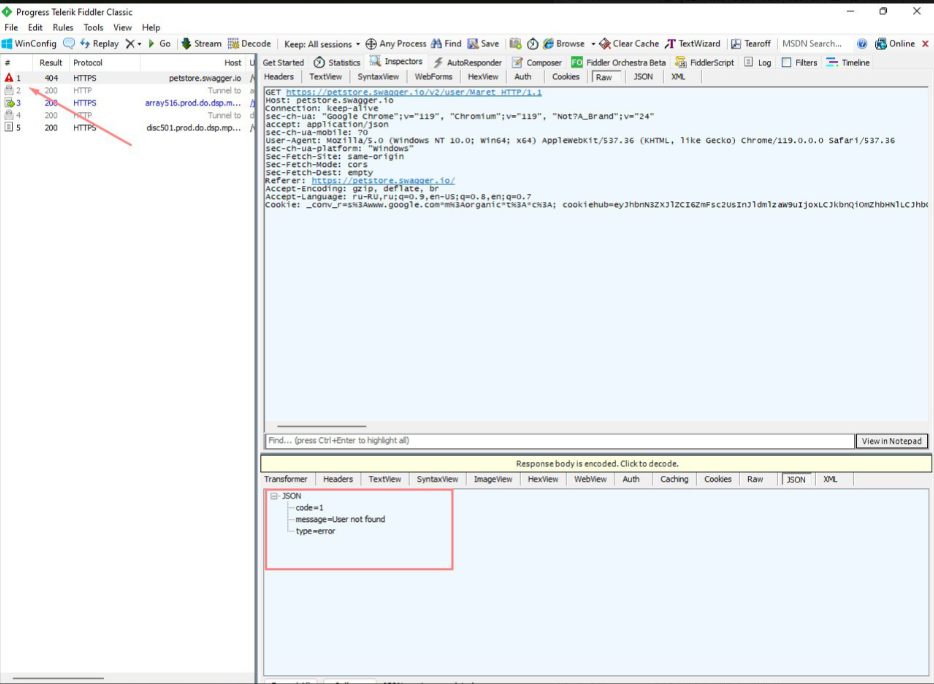 Progress Telerik Fiddler Classic
File Edit Rules Tools View Help
WinConfig Replay Go Stream Decode Keep: All sessions Any Process Find Save Browse Clear Cache TextWizard Tearoff MSDN Search... Online
# Result Protocol Host U
1 404 HTTPS petstore.swagger.io
2 200 HTTP Tunnel to
3 200 HTTPS array516.prod.do.dsp.m...
4 200 HTTP Tunnel to
5 200 HTTPS disc501.prod.do.dsp.mp...
Get Started Statistics Inspectors AutoResponder Composer FO Fiddler Orchestra Beta FiddlerScript Log Filters Timeline
Headers TextView SyntaxView WebForms HexView Auth Cookies Raw JSON XML
GET https://petstore.swagger.io/v2/user/Maret HTTP/1.1
Host: petstore.swagger.io
Connection: keep-alive
sec-ch-ua: "Google Chrome";v="119", "Chromium";v="119", "Not?A_Brand";v="24"
accept: application/json
sec-ch-ua-mobile: ?0
User-Agent: Mozilla/5.0 (Windows NT 10.0; Win64; x64) AppleWebKit/537.36 (KHTML, like Gecko) Chrome/119.0.0.0 Safari/537.36
sec-ch-ua-platform: "Windows"
Sec-Fetch-Site: same-origin
Sec-Fetch-Mode: cors
Sec-Fetch-Dest: empty
Referer: https://petstore.swagger.io/
Accept-Encoding: gzip, deflate, br
Accept-Language: ru-RU,ru;q=0.9,en-US;q=0.8,en;q=0.7
Cookie: _conv_r=s%3Awww.google.com*m%3Aorganic*t%3A*c%3A;
Find... (press Ctrl+Enter to highlight all) View in Notepad
Response body is encoded. Click to decode.
Transformer Headers TextView SyntaxView ImageView HexView WebView Auth Caching Cookies Raw JSON XML
JSON
code=1
message=User not found
type=error